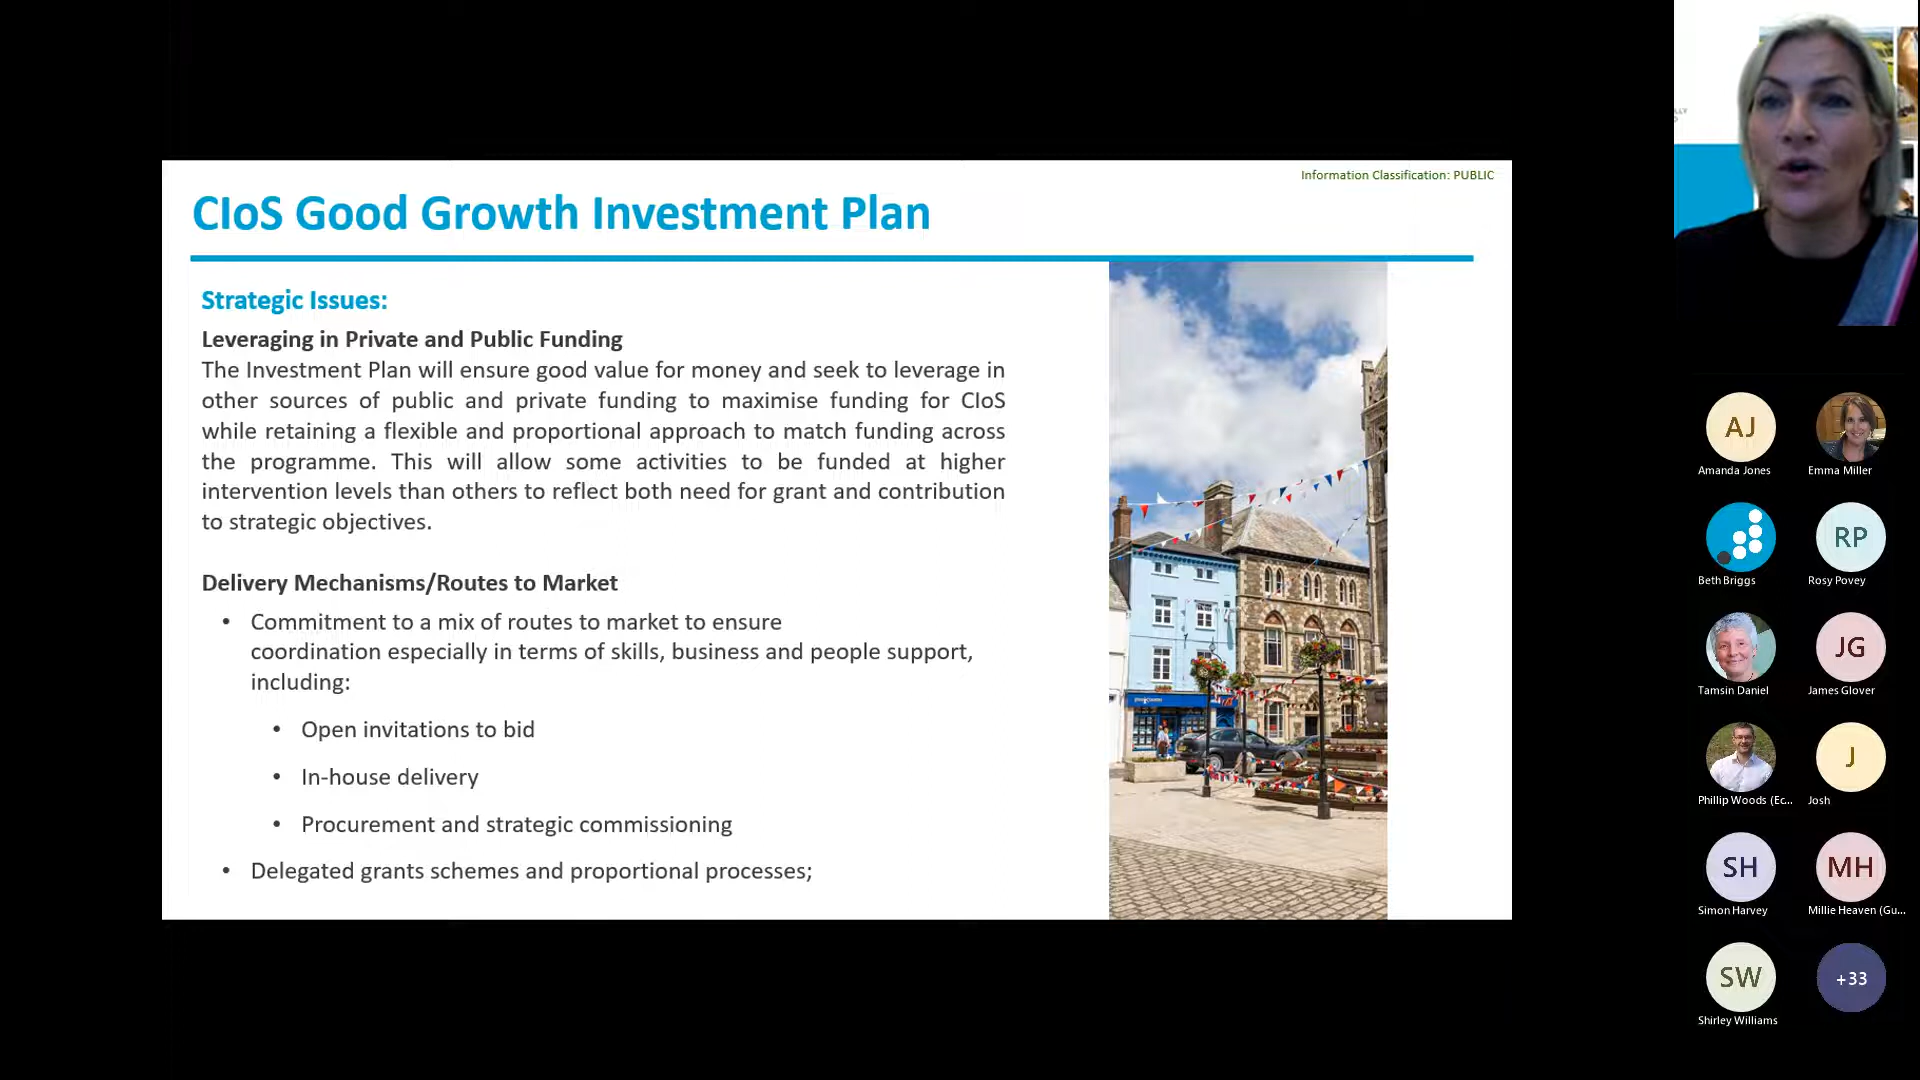 Information Classification: PUBLIC
CIoS Good Growth Investment Plan
Strategic Issues:
Leveraging in Private and Public Funding
The Investment Plan will ensure good value for money and seek to leverage in
other sources of public and private funding to maximise funding for CIoS
while retaining a flexible and proportional approach to match funding across
the programme. This will allow some activities to be funded at higher
intervention levels than others to reflect both need for grant and contribution
to strategic objectives.
Delivery Mechanisms/Routes to Market
• Commitment to a mix of routes to market to ensure
coordination especially in terms of skills, business and people support,
including:
• Open invitations to bid
• In-house delivery
• Procurement and strategic commissioning
• Delegated grants schemes and proportional processes;
AJ
Amanda Jones
Emma Miller
Beth Briggs
RP
Rosy Povey
Tamsin Daniel
JG
James Glover
Phillip Woods (Ec...
J
Josh
SH
Simon Harvey
MH
Millie Heaven (Gu...
SW
Shirley Williams
+33